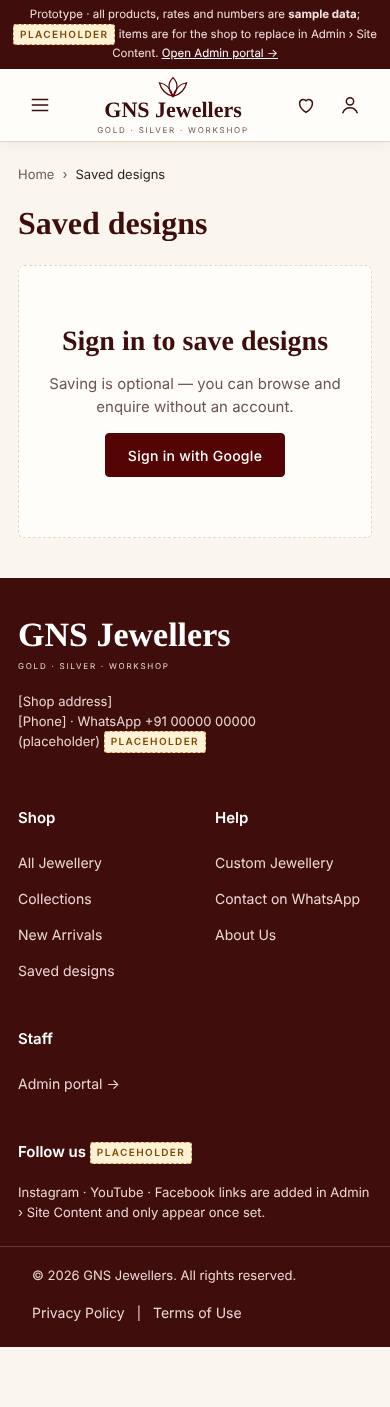 Prototype · all products, rates and numbers are sample data;
PLACEHOLDER items are for the shop to replace in Admin › Site
Content. Open Admin portal →
GNS Jewellers
GOLD · SILVER · WORKSHOP
Home › Saved designs
Saved designs
Sign in to save designs
Saving is optional — you can browse and
enquire without an account.
Sign in with Google
GNS Jewellers
GOLD · SILVER · WORKSHOP
[Shop address]
[Phone] · WhatsApp +91 00000 00000
(placeholder) PLACEHOLDER
Shop
All Jewellery
Collections
New Arrivals
Saved designs
Help
Custom Jewellery
Contact on WhatsApp
About Us
Staff
Admin portal →
Follow us PLACEHOLDER
Instagram · YouTube · Facebook links are added in Admin
› Site Content and only appear once set.
© 2026 GNS Jewellers. All rights reserved.
Privacy Policy | Terms of Use